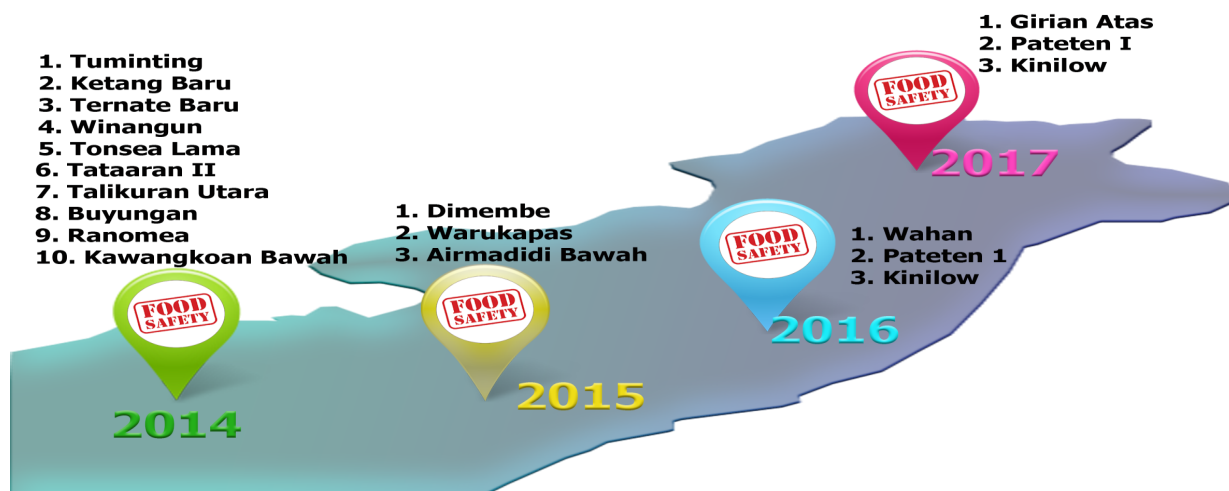 1. Tuminting
2. Ketang Baru
3. Ternate Baru
4. Winangun
5. Tonsea Lama
6. Tataaran II
7. Talikuran Utara
8. Buyungan
9. Ranomea
10. Kawangkoan Bawah
FOOD
SAFETY
2014
1. Dimembe
2. Warukapas
3. Airmadidi Bawah
FOOD
SAFETY
2015
FOOD
SAFETY
1. Wahan
2. Pateten 1
3. Kinilow
2016
1. Girian Atas
2. Pateten I
3. Kinilow
FOOD
SAFETY
2017